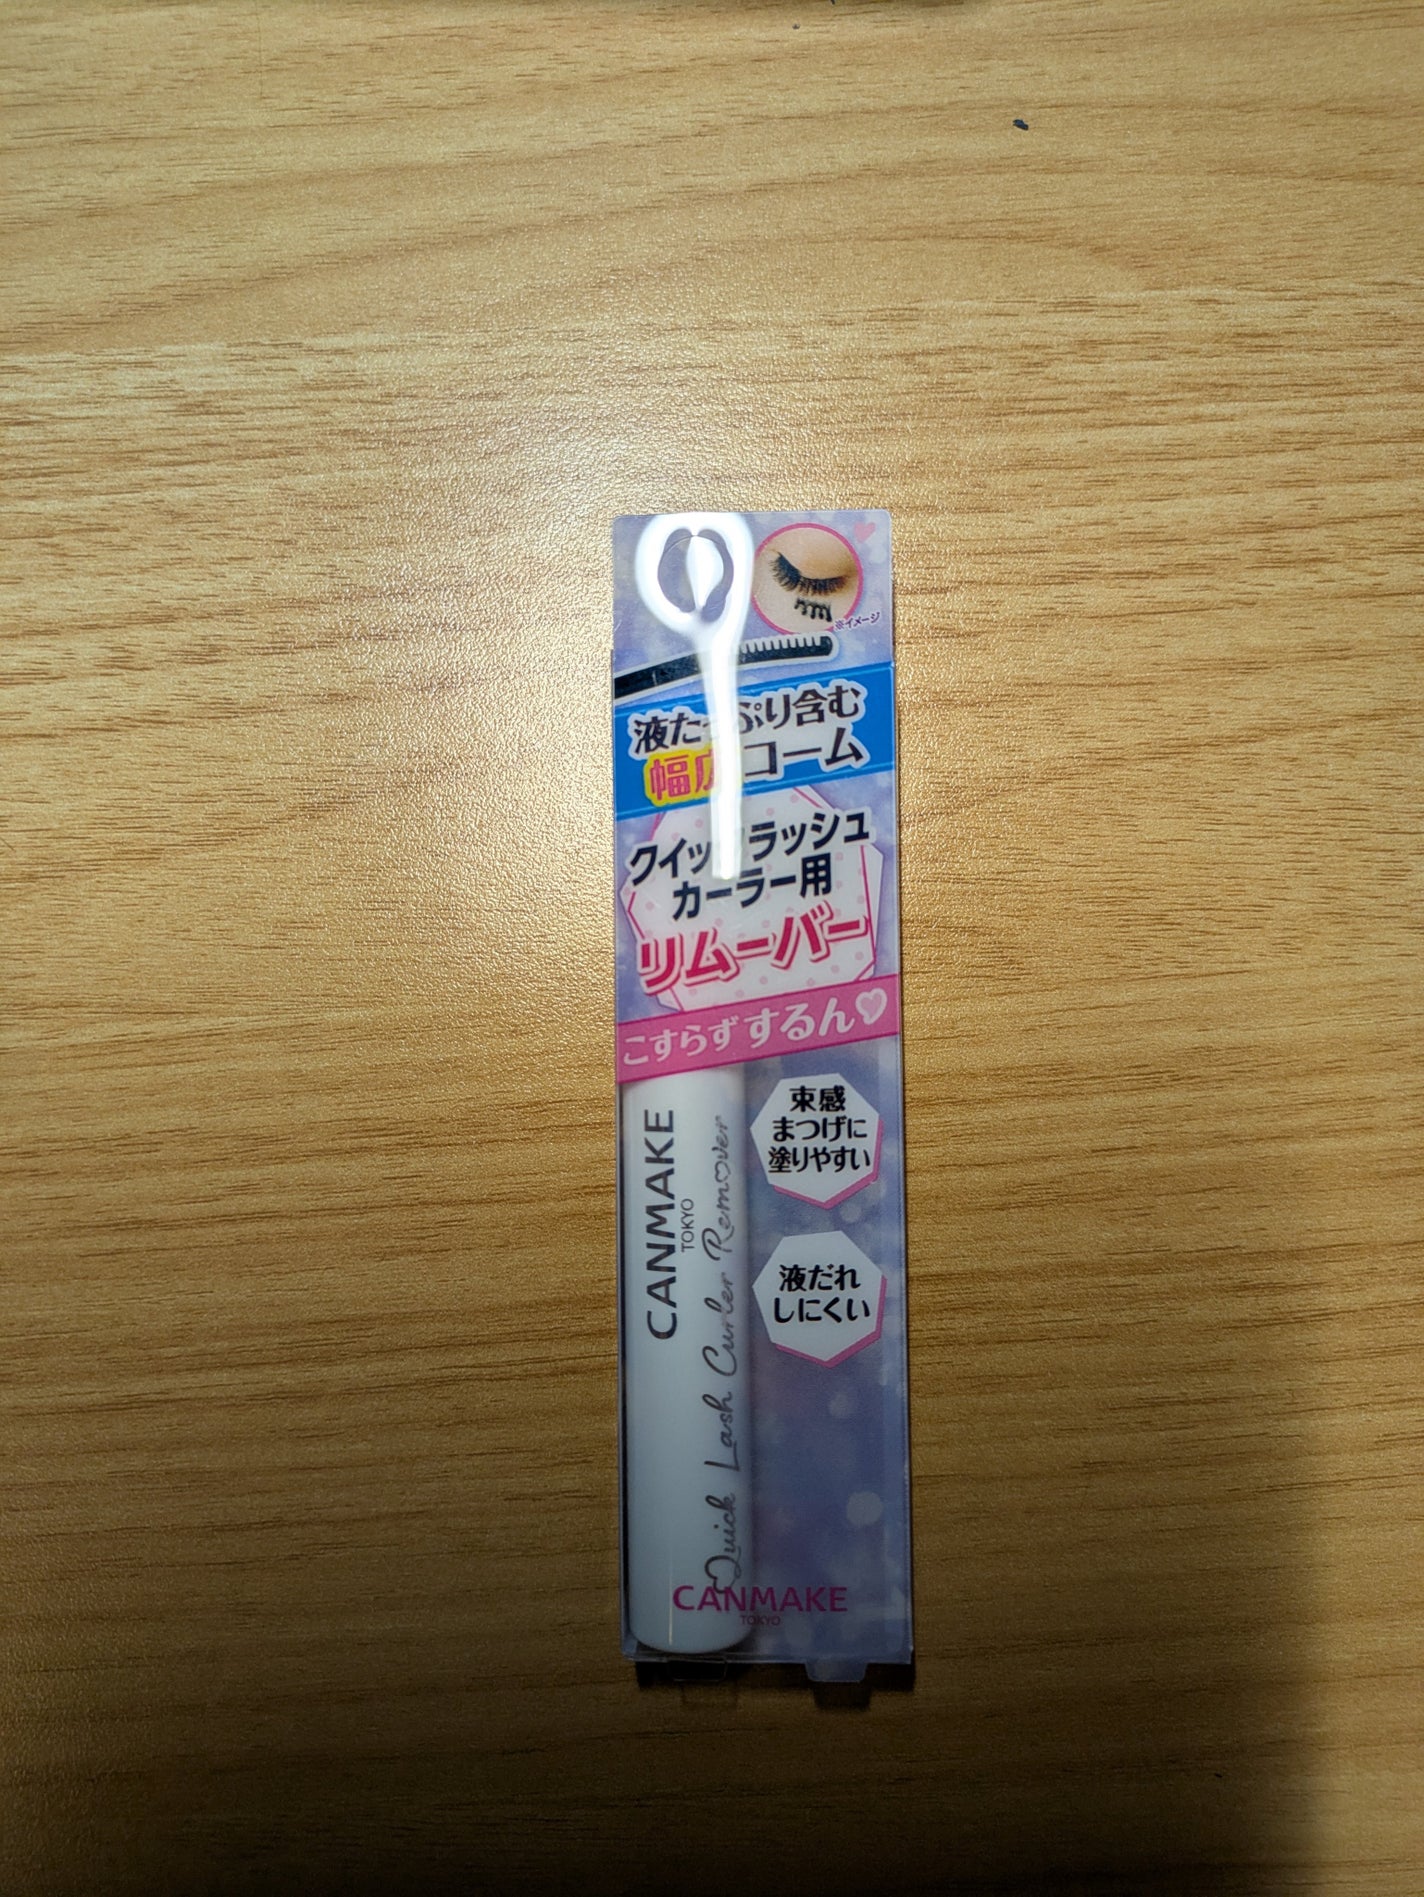 ※イメージ
液たっぷり含む
幅広コーム
クイックラッシュ
カーラー用
リムーバー
こすらずするん♡
束感
まつげに
塗りやすい
液だれ
しにくい
CANMAKE
TOKYO
Quick Lash Curler Remover
CANMAKE
TOKYO